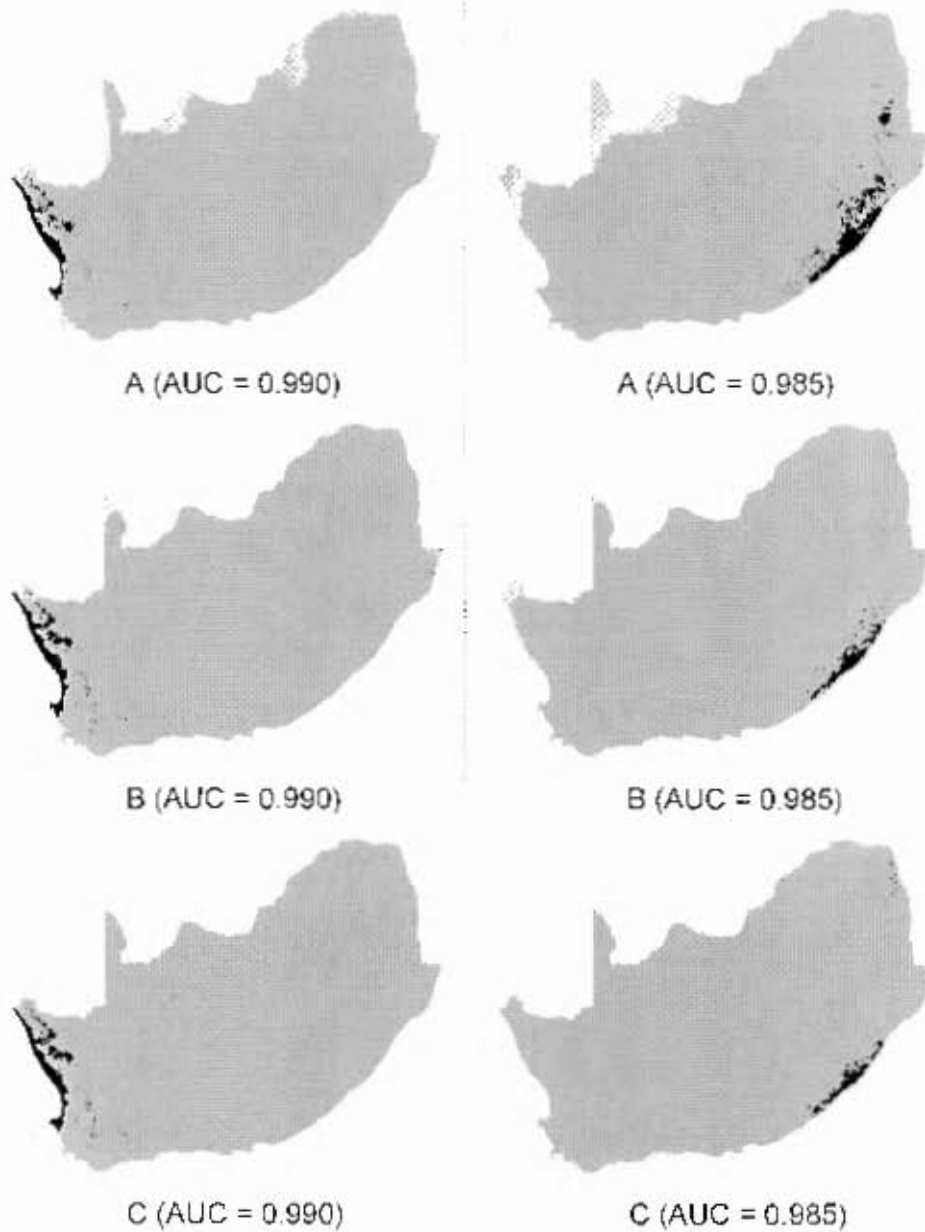 A (AUC = 0.990)
A (AUC = 0.985)
B (AUC = 0.990)
B (AUC = 0.985)
C (AUC = 0.990)
C (AUC = 0.985)